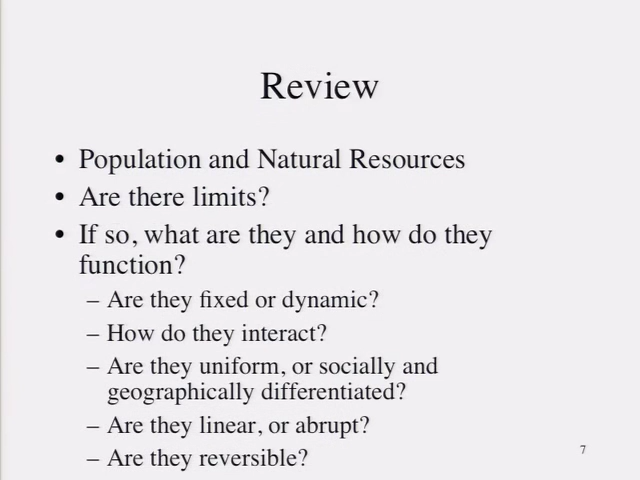 Review
• Population and Natural Resources
• Are there limits?
• If so, what are they and how do they
function?
– Are they fixed or dynamic?
– How do they interact?
– Are they uniform, or socially and
geographically differentiated?
– Are they linear, or abrupt?
– Are they reversible?
7